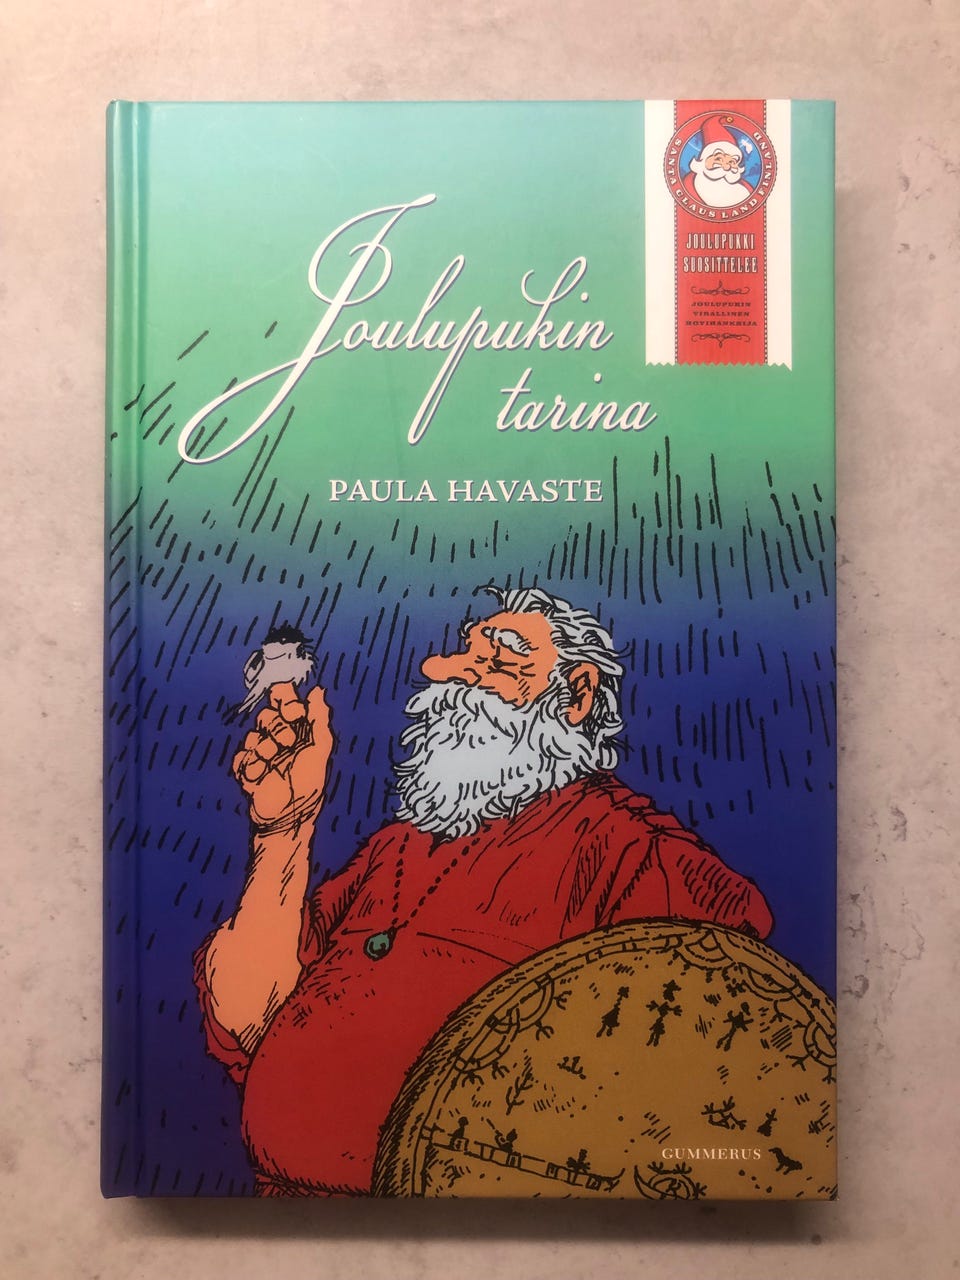 SANTA CLAUS LAND FINLAND
JOULUPUKKI
SUOSITTELEE
JOULUPUKIN
VIRALLINEN
HOVIHANKKIJA
Joulupukin
tarina
PAULA HAVASTE
GUMMERUS